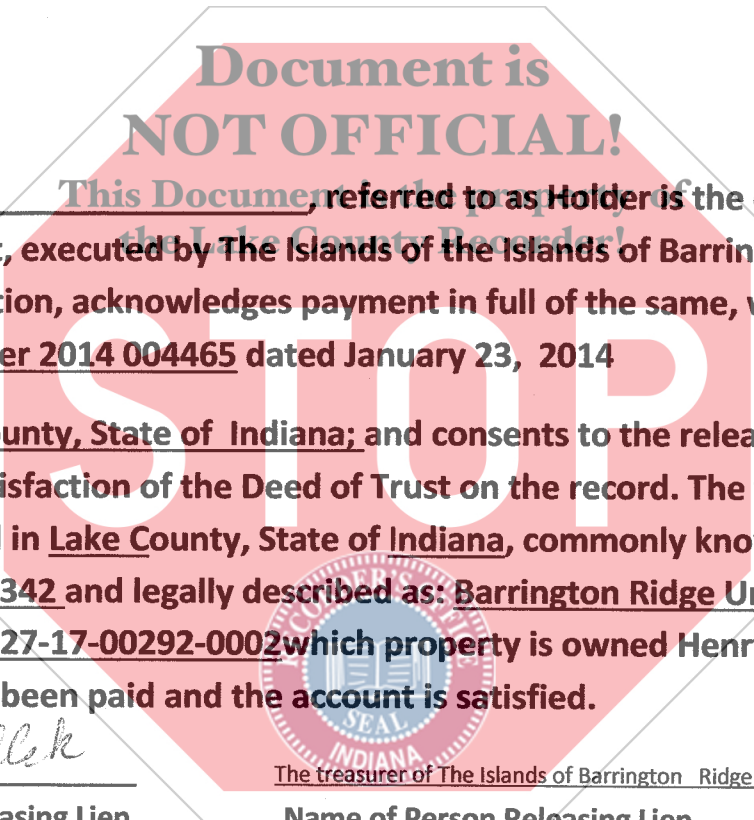 Document is
NOT OFFICIAL!
This Document is the property of
the Lake County Recorder!
, referred to as Holder is the
, executed by The Islands of the Islands of Barrin
ion, acknowledges payment in full of the same, w
er 2014 004465 dated January 23, 2014
STOP
unty, State of Indiana; and consents to the relea
isfaction of the Deed of Trust on the record. The
in Lake County, State of Indiana, commonly kno
342 and legally described as: Barrington Ridge Un
27-17-00292-0002which property is owned Henr
been paid and the account is satisfied.
RECORDER'S OFFICE
SEAL
INDIANA
The treasurer of The Islands of Barrington Ridge
asing Lien
Name of Person Releasing Lien